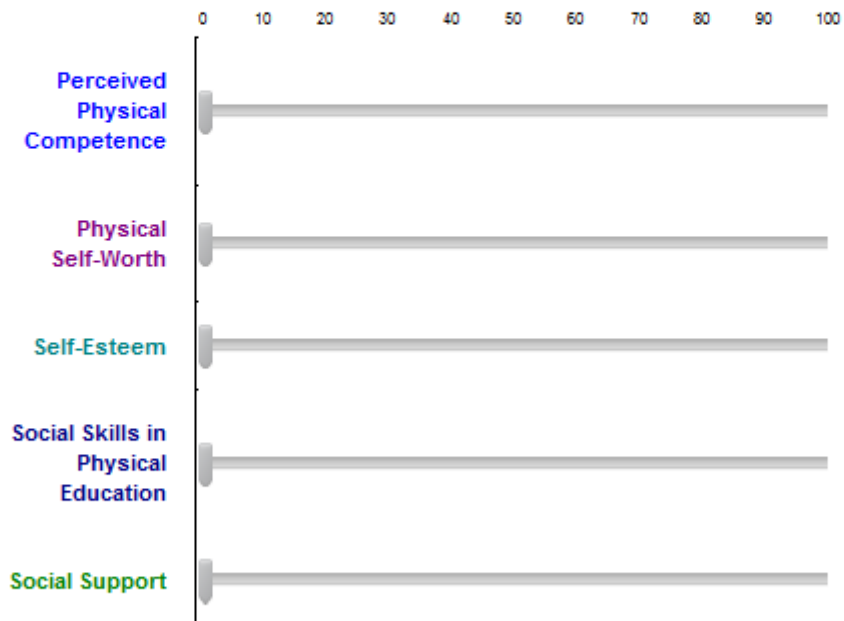 0 10 20 30 40 50 60 70 80 90 100
Perceived
Physical
Competence
Physical
Self-Worth
Self-Esteem
Social Skills in
Physical
Education
Social Support